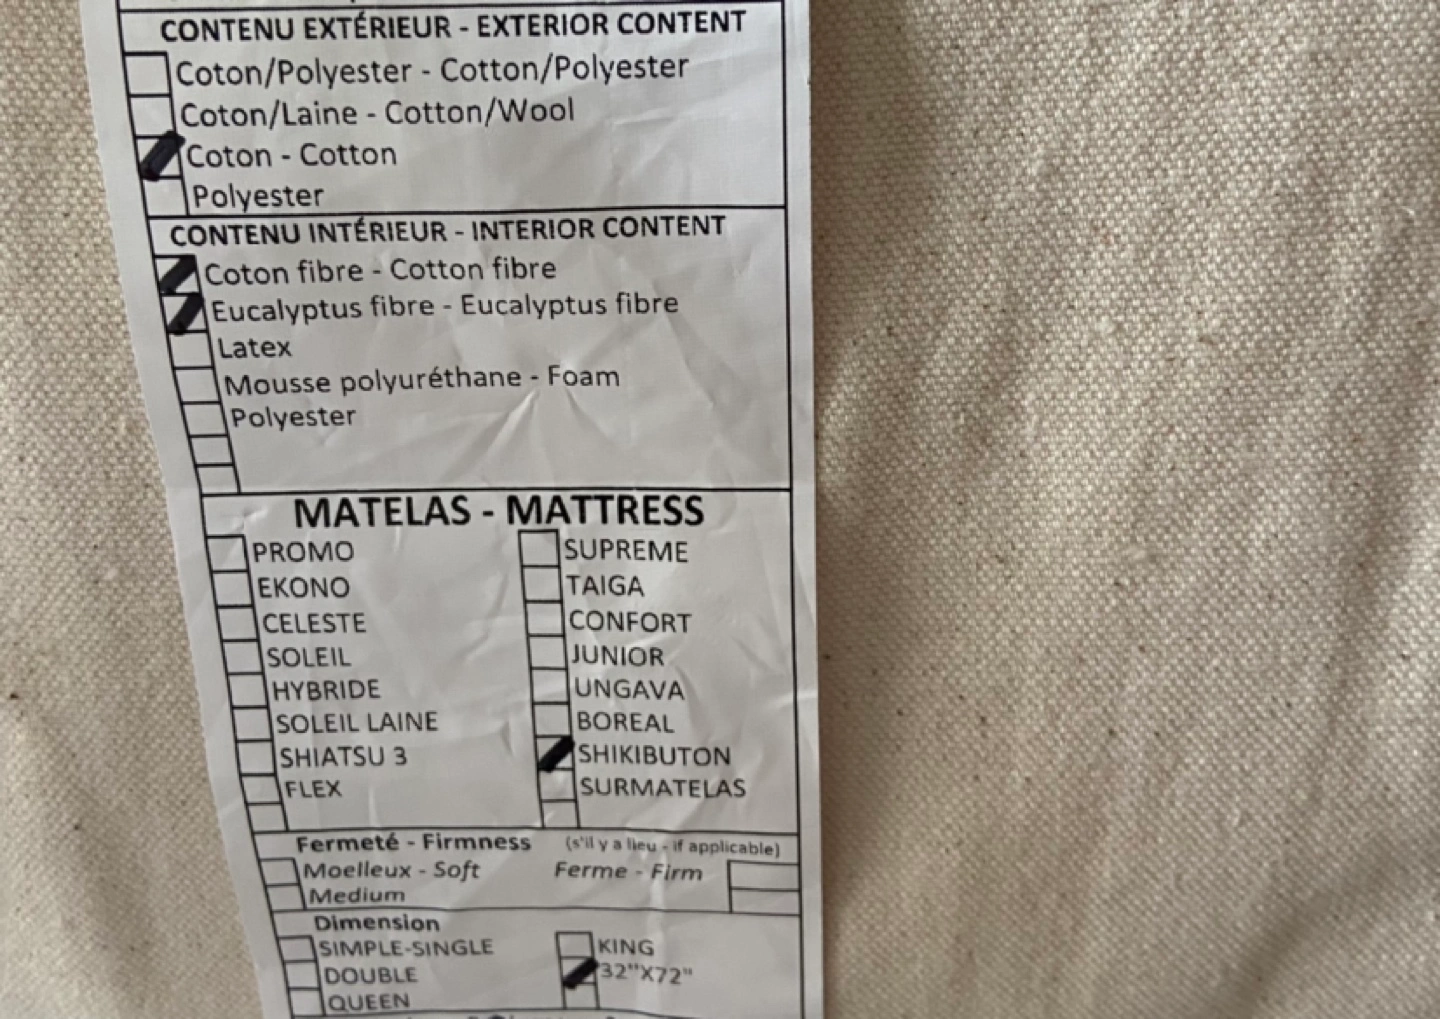 CONTENU EXTÉRIEUR - EXTERIOR CONTENT
Coton/Polyester - Cotton/Polyester
Coton/Laine - Cotton/Wool
Coton - Cotton
Polyester
CONTENU INTÉRIEUR - INTERIOR CONTENT
Coton fibre - Cotton fibre
Eucalyptus fibre - Eucalyptus fibre
Latex
Mousse polyuréthane - Foam
Polyester
MATELAS - MATTRESS
PROMO SUPREME
EKONO TAIGA
CELESTE CONFORT
SOLEIL JUNIOR
HYBRIDE UNGAVA
SOLEIL LAINE BOREAL
SHIATSU 3 SHIKIBUTON
FLEX SURMATELAS
Fermeté - Firmness (s'il y a lieu - if applicable)
Moelleux - Soft Ferme - Firm
Medium
Dimension
SIMPLE-SINGLE KING
DOUBLE 32"X72"
QUEEN